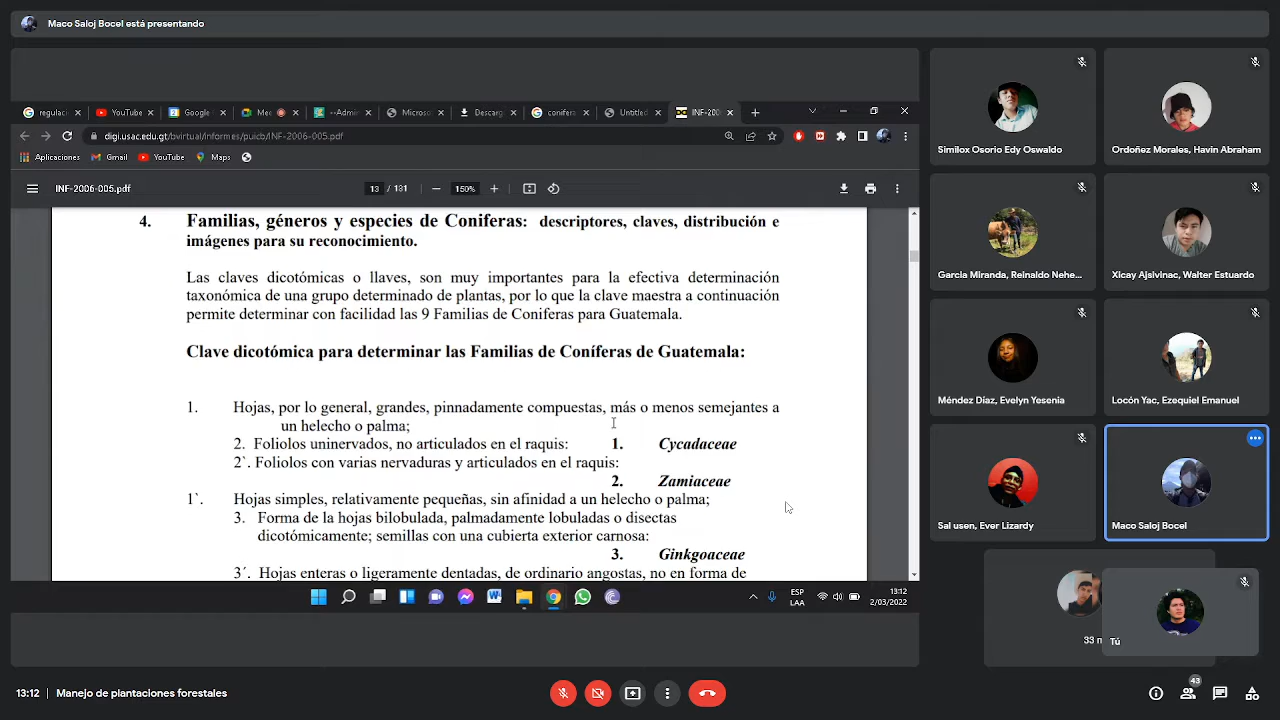 Maco Saloj Bocel está presentando
regulac
YouTube
Google
Mee
--Admin
Microso
Descarg
conifera
Untitled
INF-200
digi.usac.edu.gt/bvirtual/informes/puicb/INF-2006-005.pdf
Aplicaciones
Gmail
YouTube
Maps
INF-2006-005.pdf
13 / 131
150%
4. Familias, géneros y especies de Coniferas: descriptores, claves, distribución e
imágenes para su reconocimiento.
Las claves dicotómicas o llaves, son muy importantes para la efectiva determinación
taxonómica de una grupo determinado de plantas, por lo que la clave maestra a continuación
permite determinar con facilidad las 9 Familias de Coniferas para Guatemala.
Clave dicotómica para determinar las Familias de Coníferas de Guatemala:
1. Hojas, por lo general, grandes, pinnadamente compuestas, más o menos semejantes a
un helecho o palma;
2. Foliolos uninervados, no articulados en el raquis: 1. Cycadaceae
2`. Foliolos con varias nervaduras y articulados en el raquis:
2. Zamiaceae
1`. Hojas simples, relativamente pequeñas, sin afinidad a un helecho o palma;
3. Forma de la hojas bilobulada, palmadamente lobuladas o disectas
dicotómicamente; semillas con una cubierta exterior carnosa:
3. Ginkgoaceae
3´. Hojas enteras o ligeramente dentadas, de ordinario angostas, no en forma de
ESP
LAA
13:12
2/03/2022
Similox Osorio Edy Oswaldo
Ordoñez Morales, Havin Abraham
Garcia Miranda, Reinaldo Nehe...
Xicay Ajsivinac, Walter Estuardo
Méndez Díaz, Evelyn Yesenia
Locón Yac, Ezequiel Emanuel
Sal usen, Ever Lizardy
Maco Saloj Bocel
33 m
Tú
13:12 | Manejo de plantaciones forestales
43